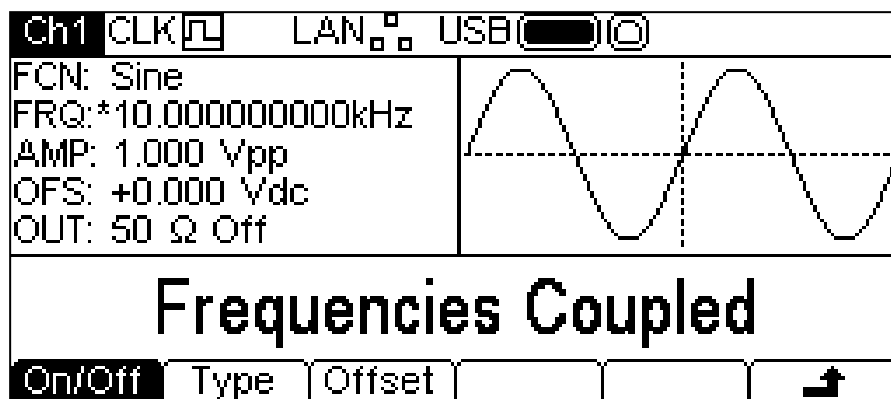 Ch1 CLK LAN USB
FCN: Sine
FRQ:*10.000000000kHz
AMP: 1.000 Vpp
OFS: +0.000 Vdc
OUT: 50 Ω Off
Frequencies Coupled
On/Off Type Offset